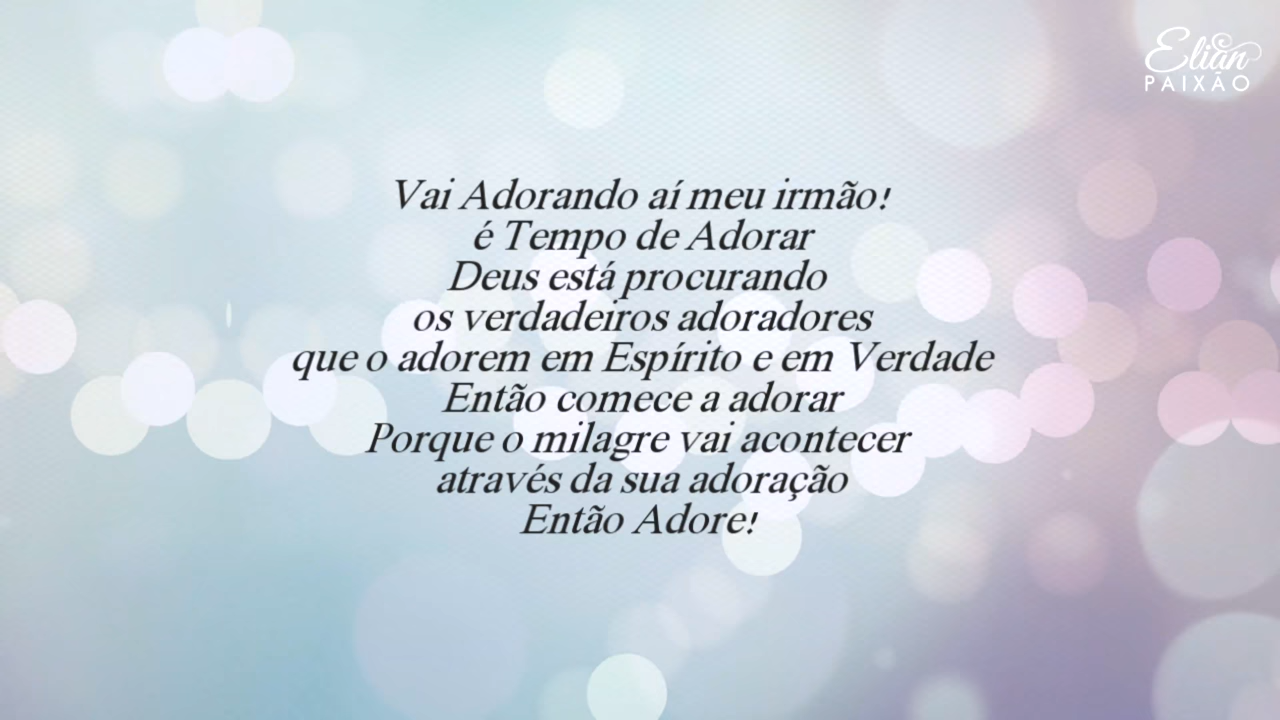 Elian
PAIXÃO
Vai Adorando aí meu irmão!
é Tempo de Adorar
Deus está procurando
os verdadeiros adoradores
que o adorem em Espírito e em Verdade
Então comece a adorar
Porque o milagre vai acontecer
através da sua adoração
Então Adore!